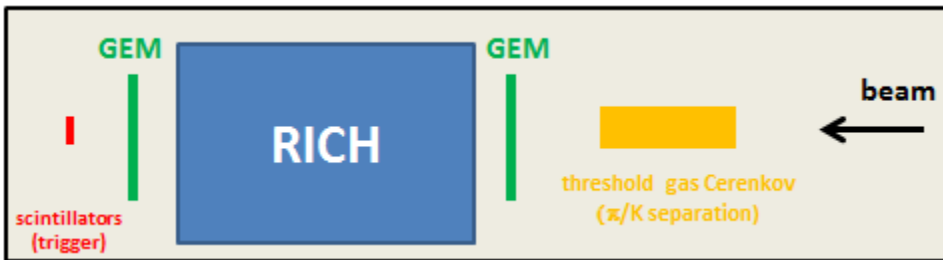 GEM
GEM
beam
RICH
threshold gas Cerenkov
(π/K separation)
scintillators
(trigger)